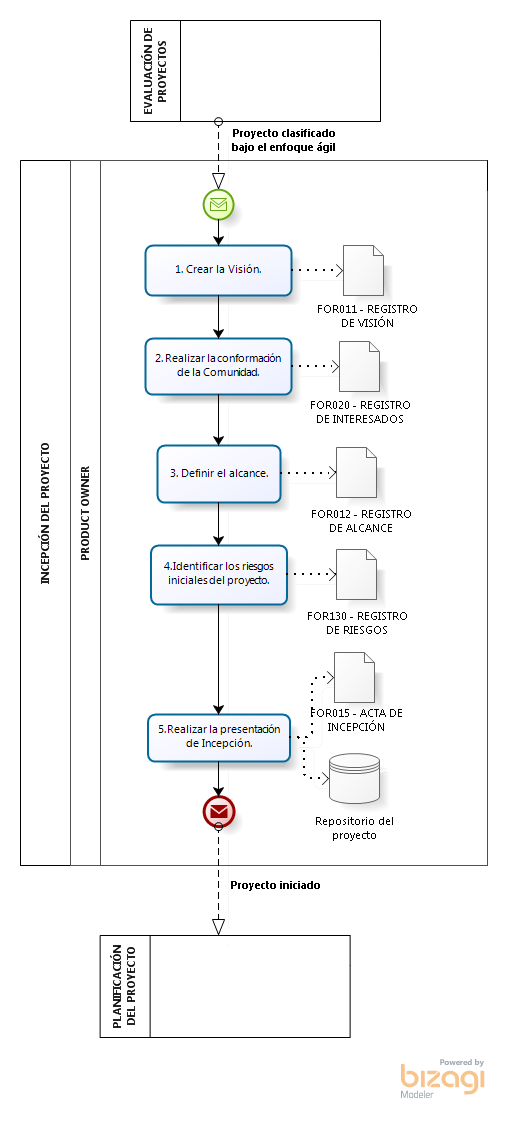 EVALUACIÓN DE
PROYECTOS
Proyecto clasificado
bajo el enfoque ágil
INCEPCIÓN DEL PROYECTO
PRODUCT OWNER
1. Crear la Visión.
FOR011 - REGISTRO
DE VISIÓN
2. Realizar la conformación
de la Comunidad.
FOR020 - REGISTRO
DE INTERESADOS
3. Definir el alcance.
FOR012 - REGISTRO
DE ALCANCE
4.Identificar los riesgos
iniciales del proyecto.
FOR130 - REGISTRO
DE RIESGOS
5.Realizar la presentación
de Incepción.
FOR015 - ACTA DE
INCEPCIÓN
Repositorio del
proyecto
Proyecto iniciado
PLANIFICACIÓN
DEL PROYECTO
Powered by
bizagi
Modeler